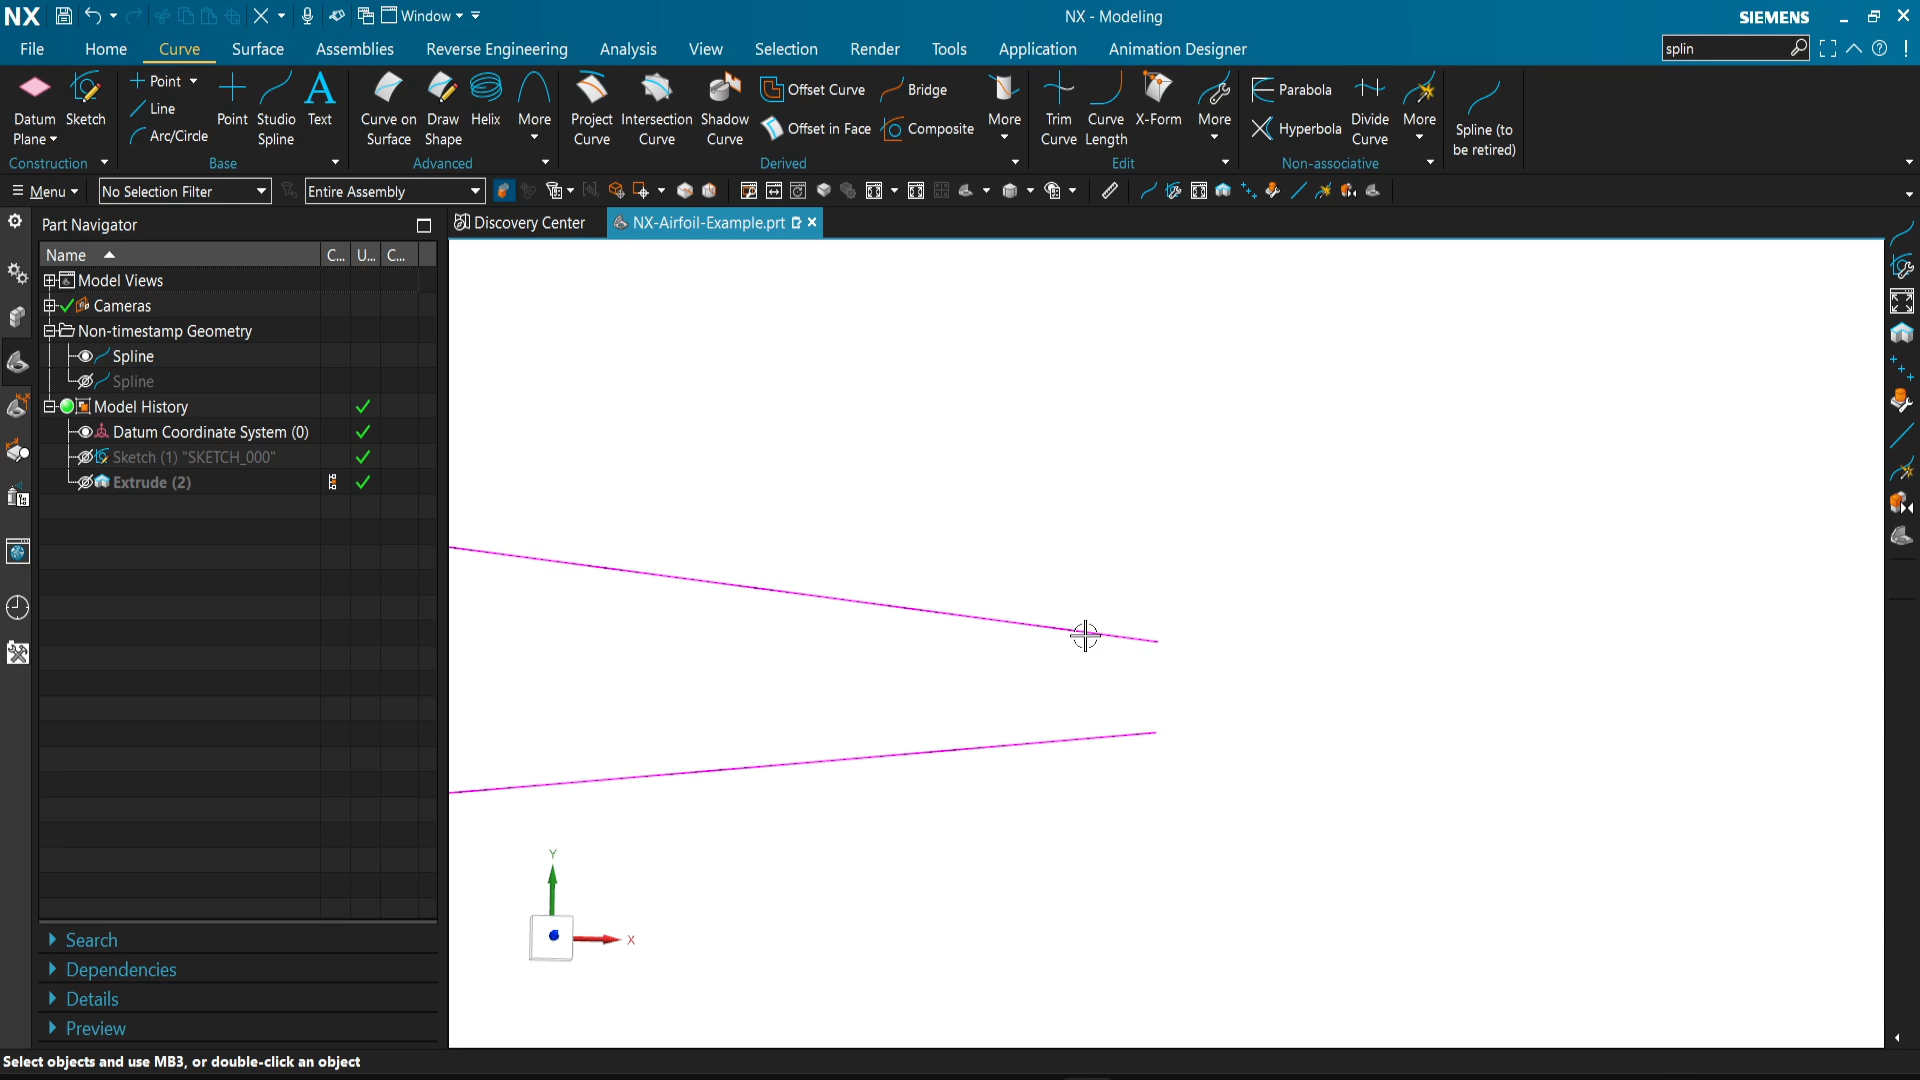 NX Window NX - Modeling SIEMENS
File Home Curve Surface Assemblies Reverse Engineering Analysis View Selection Render Tools Application Animation Designer splin
Datum Plane Sketch Point Line Arc/Circle Point Studio Spline Text Curve on Surface Draw Shape Helix More Project Curve Intersection Curve Shadow Curve Offset Curve Offset in Face Bridge Composite More Trim Curve Curve Length X-Form More Parabola Hyperbola Divide Curve More Spline (to be retired)
Construction Base Advanced Derived Edit Non-associative
Menu No Selection Filter Entire Assembly
Part Navigator Discovery Center NX-Airfoil-Example.prt
Name C... U... C...
Model Views
Cameras
Non-timestamp Geometry
Spline
Spline
Model History
Datum Coordinate System (0)
Sketch (1) "SKETCH_000"
Extrude (2)
Y
X
Search
Dependencies
Details
Preview
Select objects and use MB3, or double-click an object